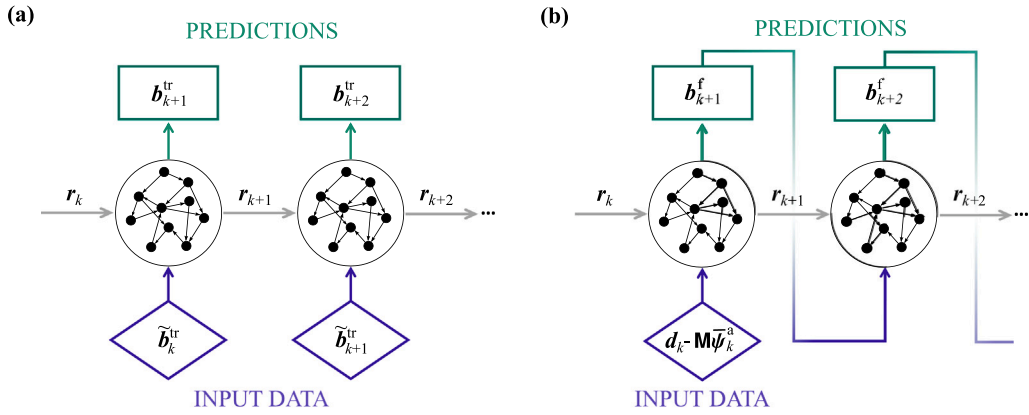 (a)
PREDICTIONS
b^tr_{k+1}
b^tr_{k+2}
r_k
r_{k+1}
r_{k+2}
...
b̃^tr_k
b̃^tr_{k+1}
INPUT DATA
(b)
PREDICTIONS
b^f_{k+1}
b^f_{k+2}
r_k
r_{k+1}
r_{k+2}
...
d_k - Mψ̄^a_k
INPUT DATA